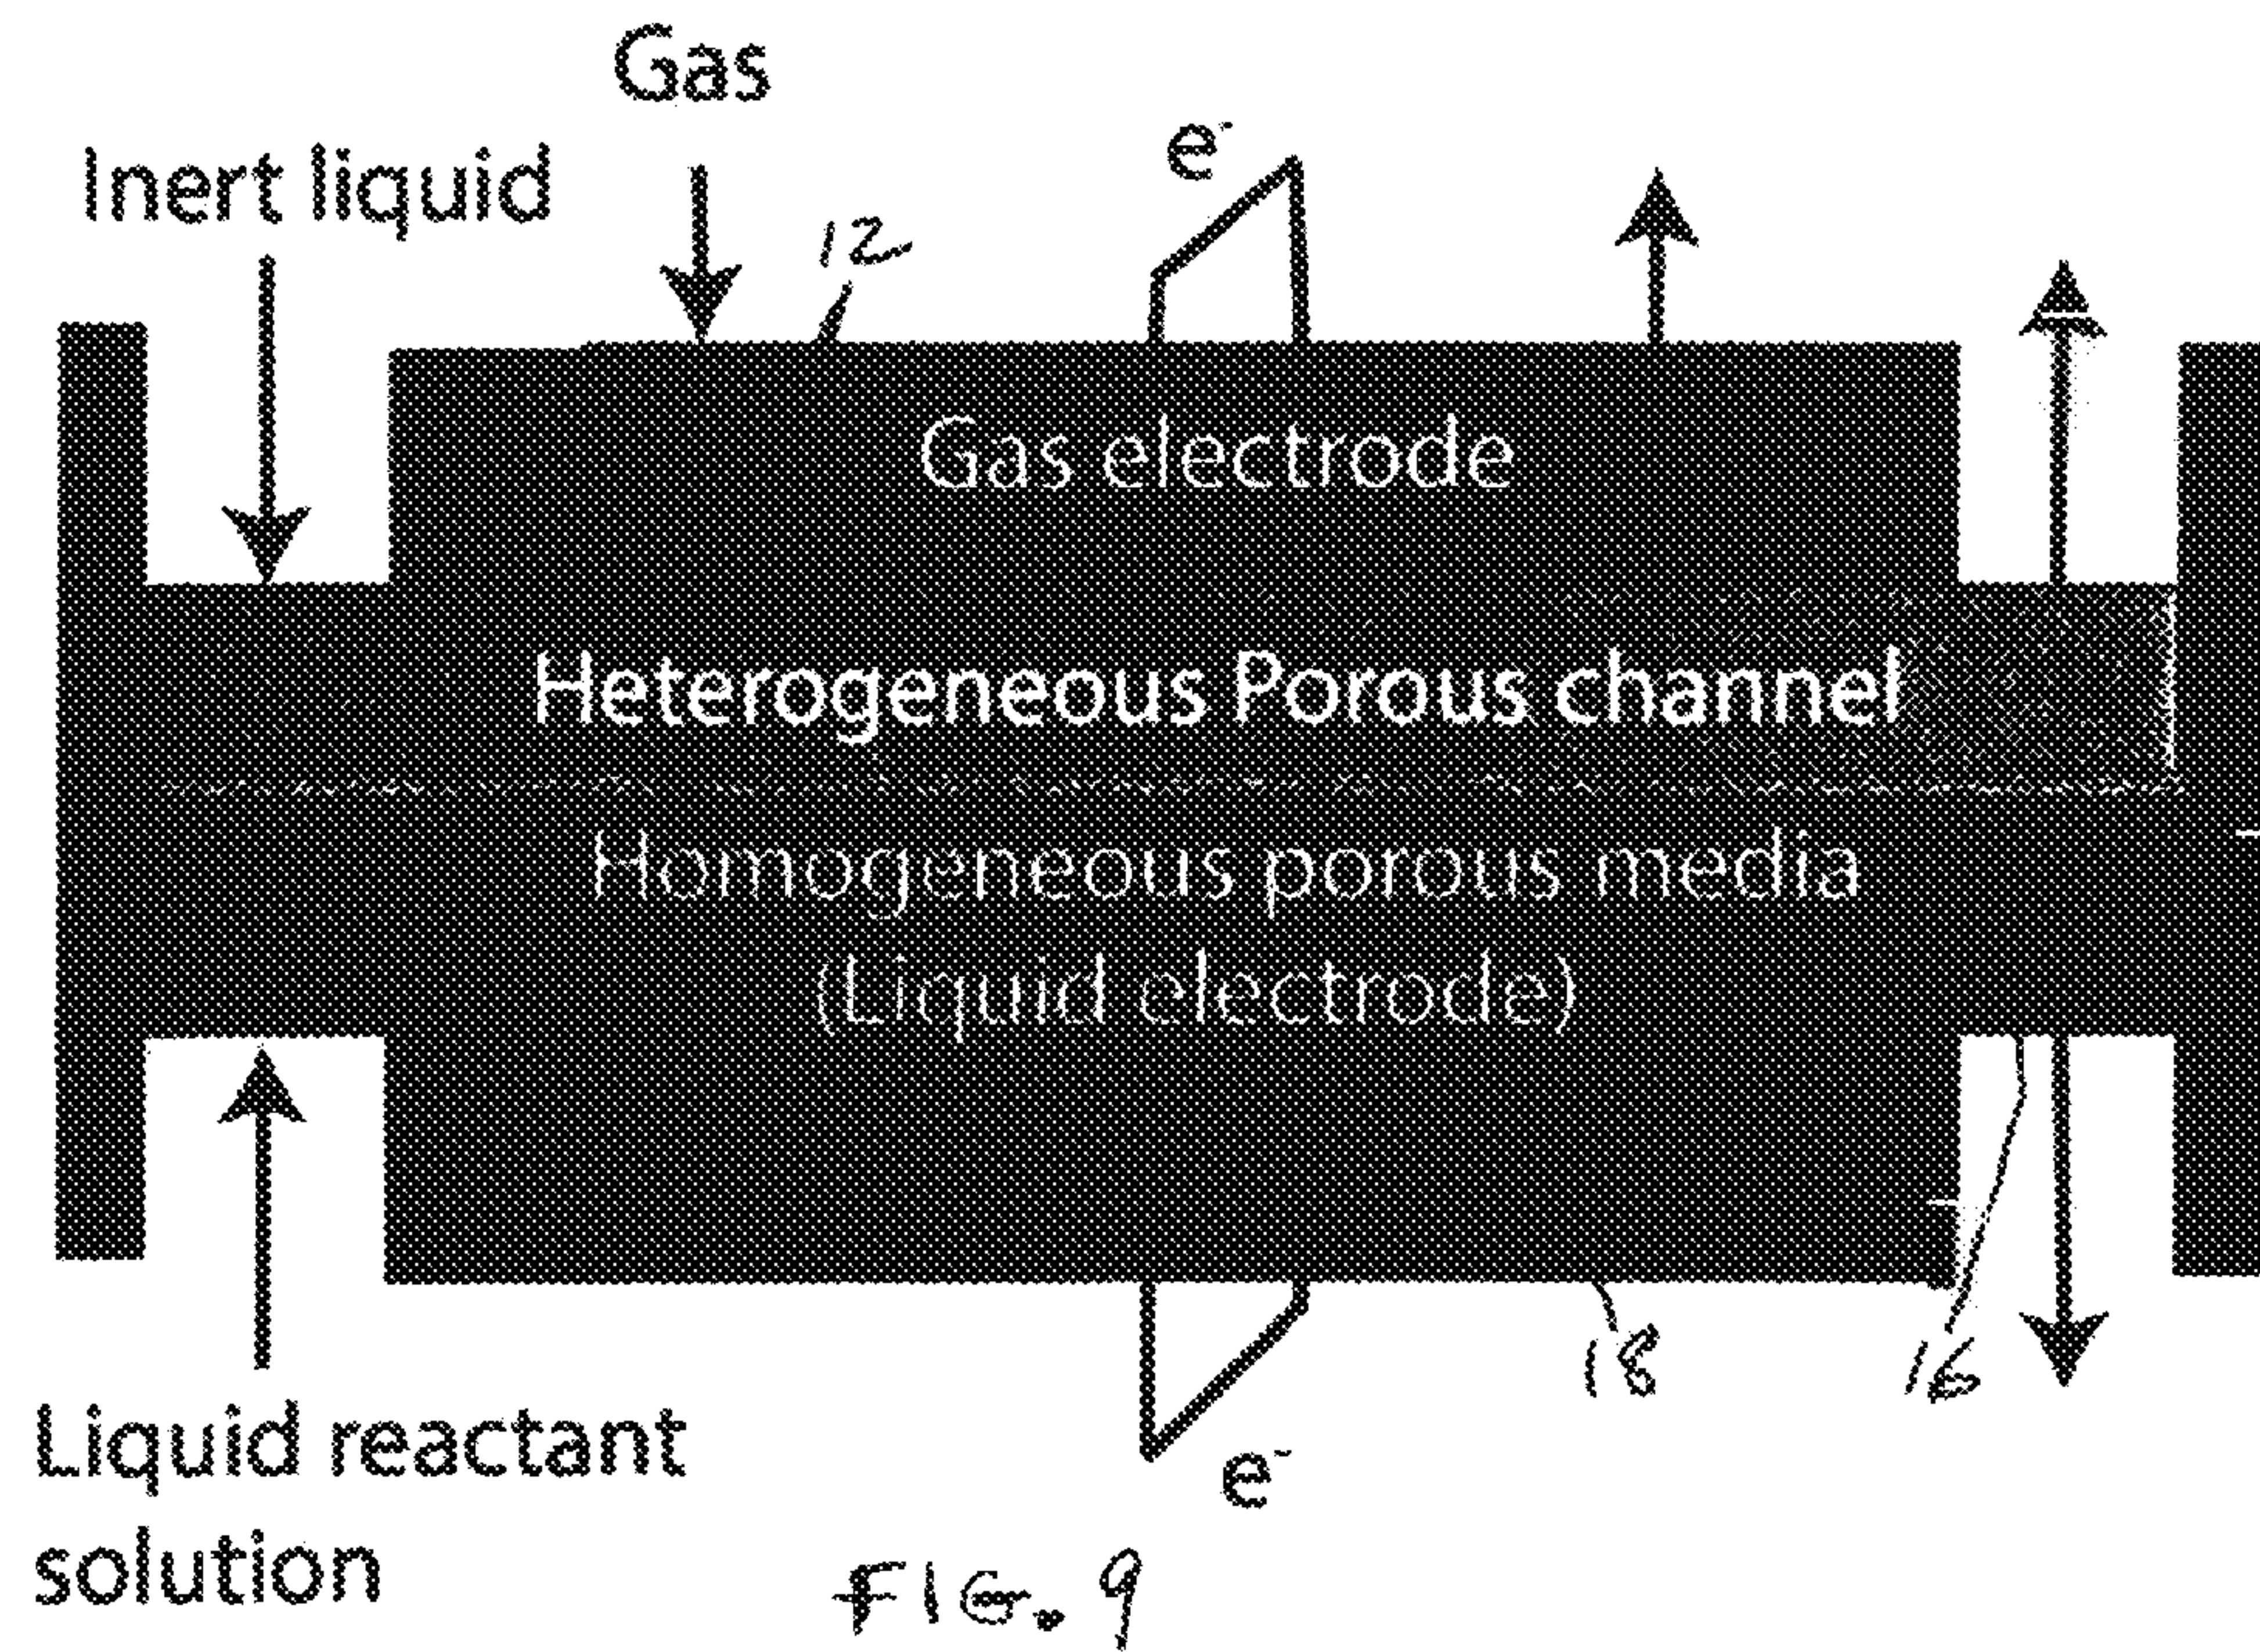 Gas
Inert liquid
e-
12
Gas electrode
Heterogeneous Porous channel
Homogeneous porous media
(Liquid electrode)
18
16
Liquid reactant
solution
e-
FIG. 9